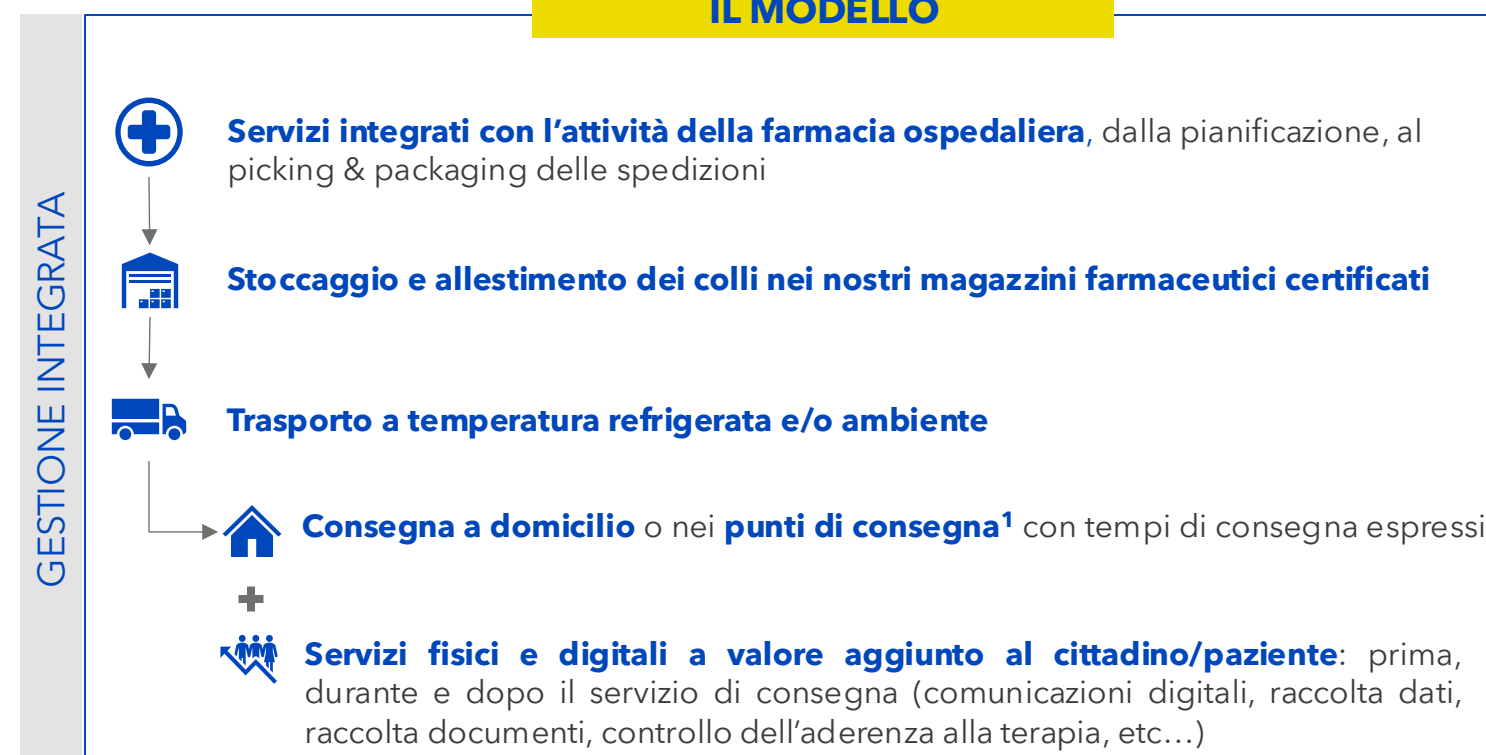 IL MODELLO
GESTIONE INTEGRATA
Servizi integrati con l'attività della farmacia ospedaliera, dalla pianificazione, al
picking & packaging delle spedizioni
Stoccaggio e allestimento dei colli nei nostri magazzini farmaceutici certificati
Trasporto a temperatura refrigerata e/o ambiente
Consegna a domicilio o nei punti di consegna¹ con tempi di consegna espressi
Servizi fisici e digitali a valore aggiunto al cittadino/paziente: prima,
durante e dopo il servizio di consegna (comunicazioni digitali, raccolta dati,
raccolta documenti, controllo dell'aderenza alla terapia, etc…)